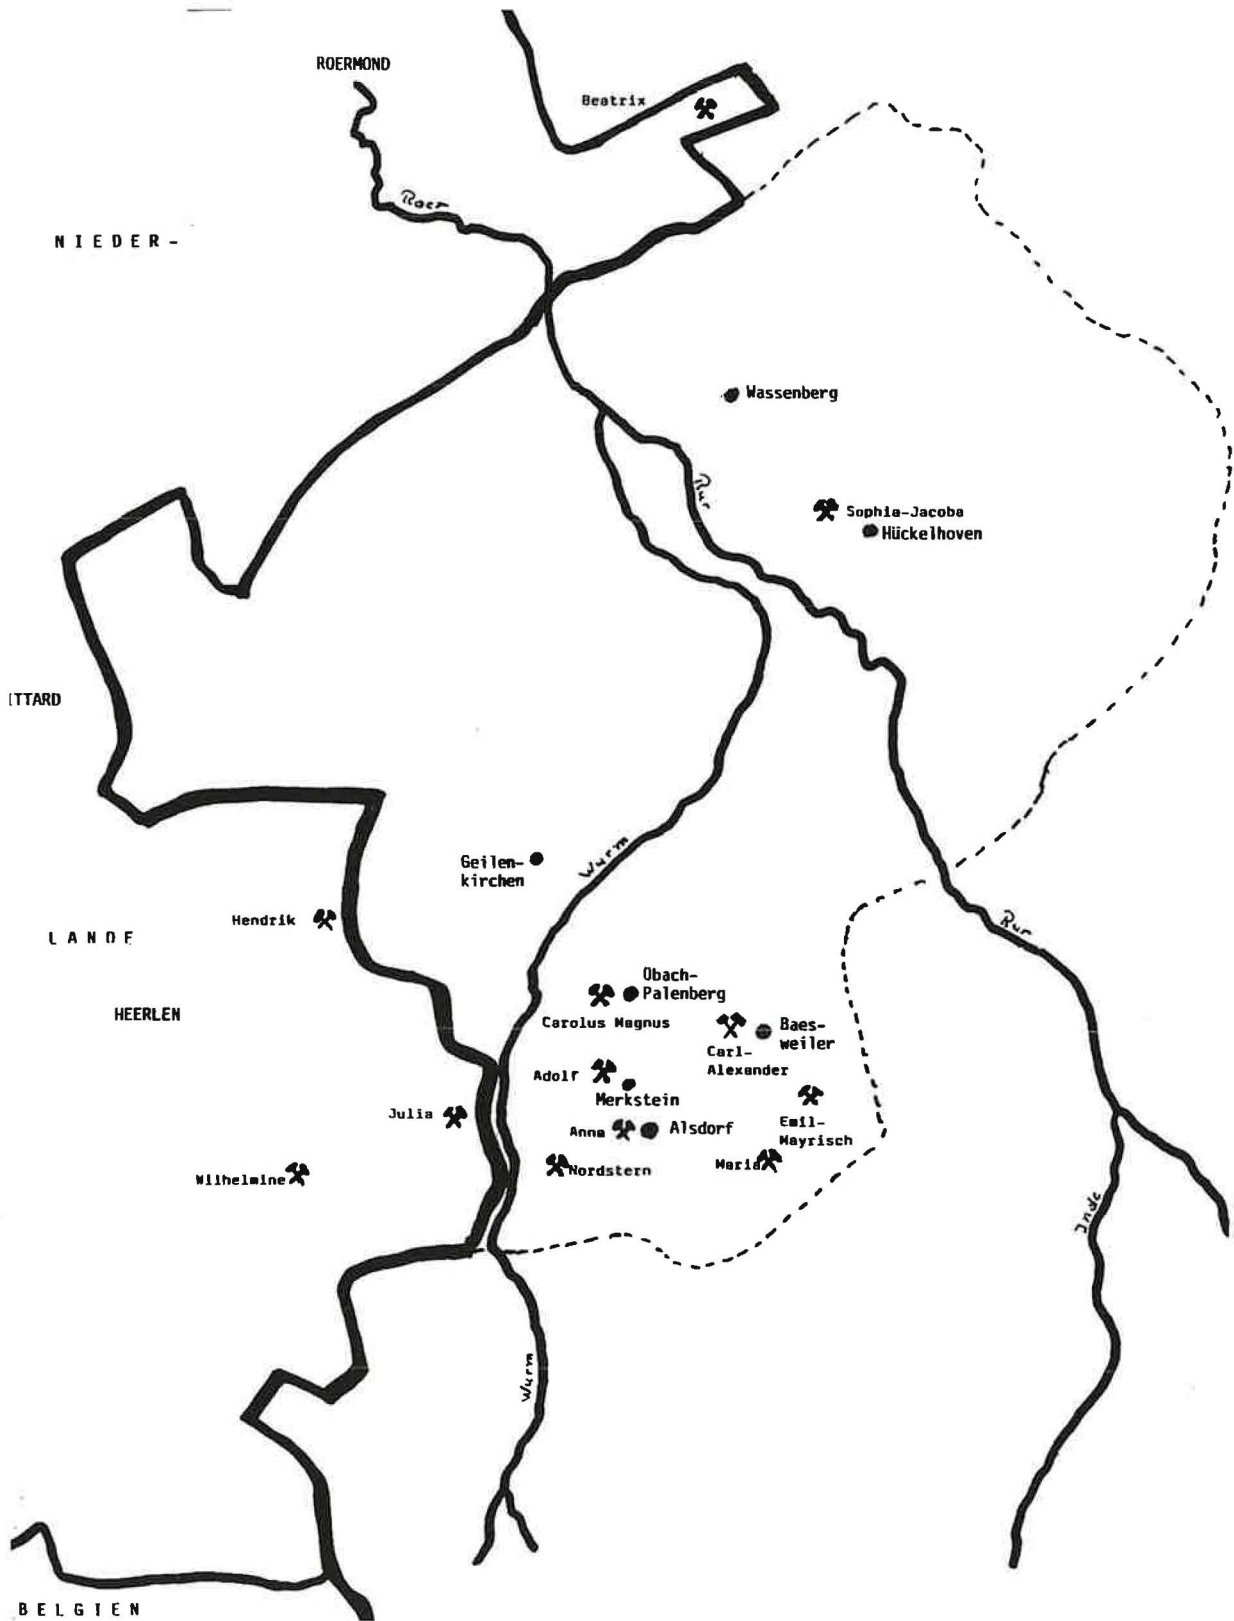 ROERMOND
Beatrix
Roer
NIEDER-
Wassenberg
Rur
Sophia-Jacoba
Hückelhoven
ITTARD
Wurm
Geilen-
kirchen
Hendrik
Rur
LANDE
Obach-
Palenberg
HEERLEN
Carolus Magnus
Baes-
weiler
Carl-
Alexander
Adolf
Merkstein
Julia
Anna
Alsdorf
Emil-
Mayrisch
Nordstern
Maria
Wilhelmine
Inde
Wurm
BELGIEN